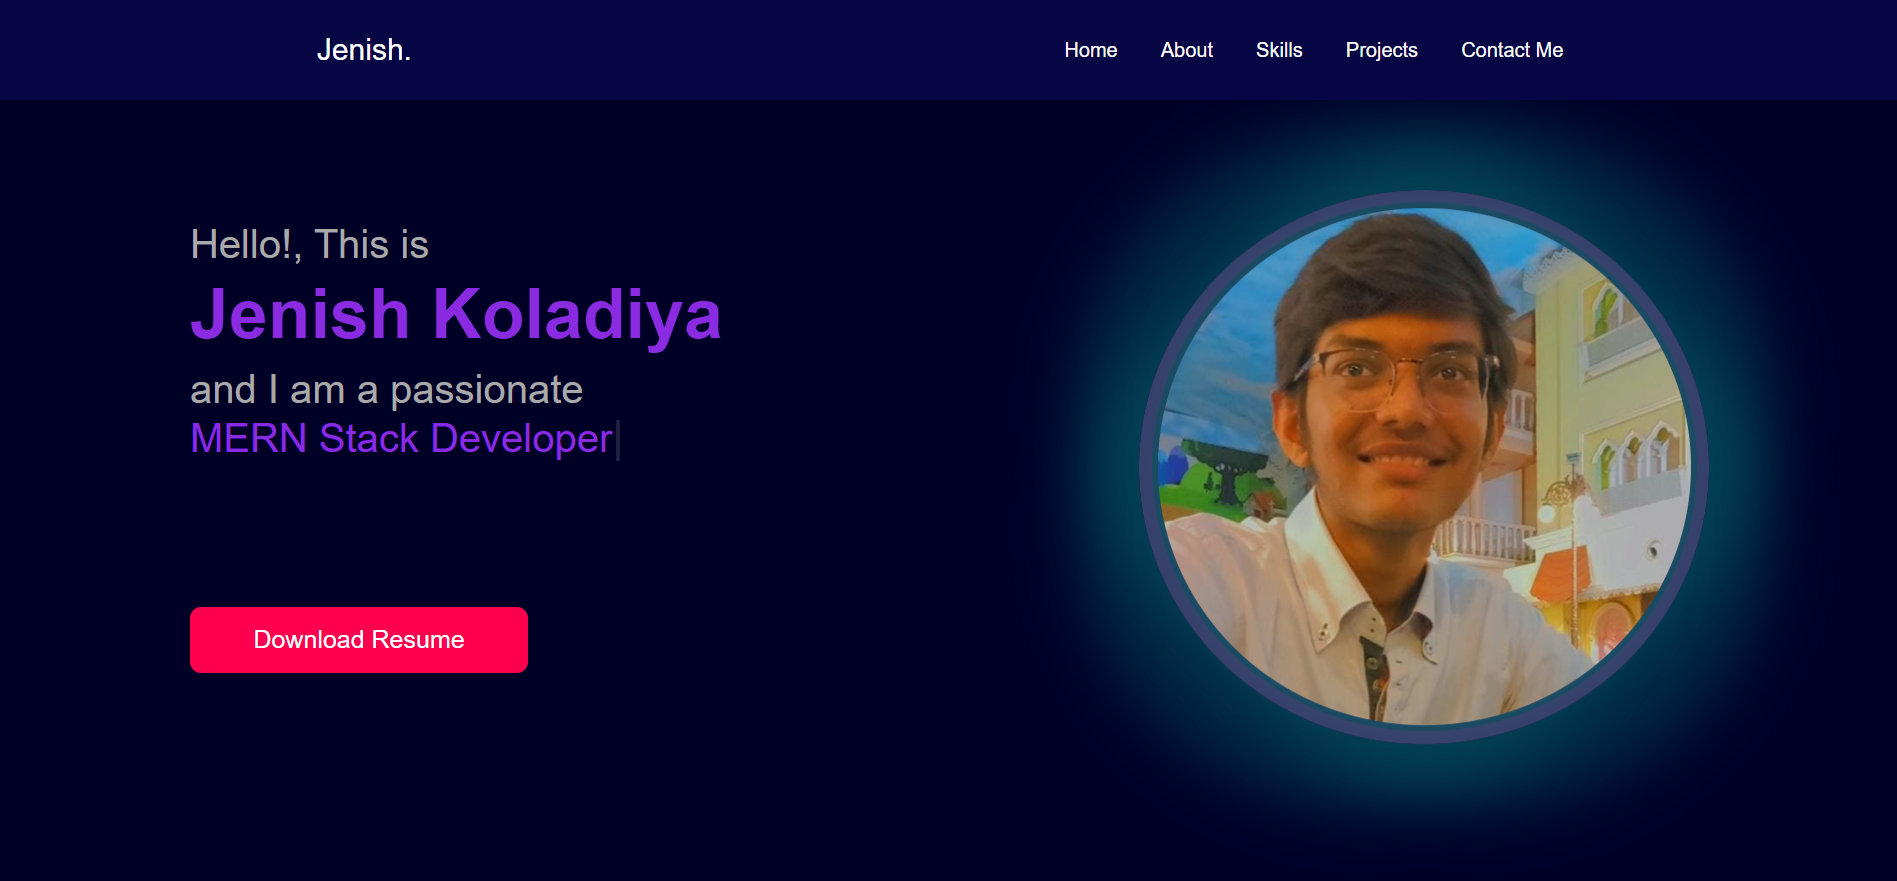 Jenish.
Home About Skills Projects Contact Me
Hello!, This is
Jenish Koladiya
and I am a passionate
MERN Stack Developer
Download Resume